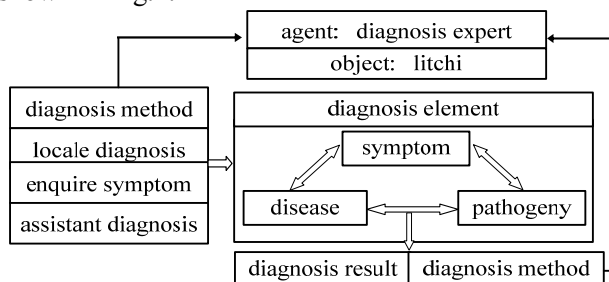 agent: diagnosis expert
object: litchi
diagnosis method
locale diagnosis
enquire symptom
assistant diagnosis
diagnosis element
symptom
disease
pathogeny
diagnosis result
diagnosis method